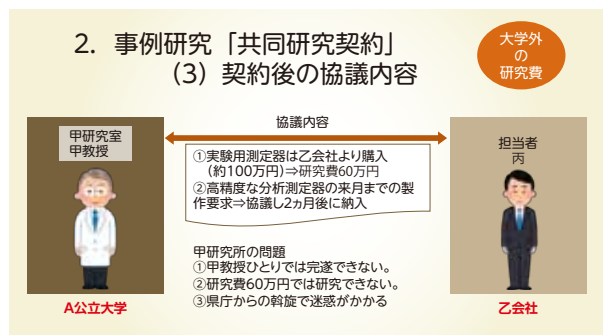 2．事例研究「共同研究契約」
（3）契約後の協議内容
大学外
の
研究費
協議内容
甲研究室
甲教授
①実験用測定器は乙会社より購入
（約100万円）⇒研究費60万円
②高精度な分析測定器の来月までの製
作要求⇒協議し2ヵ月後に納入
担当者
丙
甲研究所の問題
①甲教授ひとりでは完遂できない。
②研究費60万円では研究できない。
③県庁からの斡旋で迷惑がかかる
A公立大学
乙会社